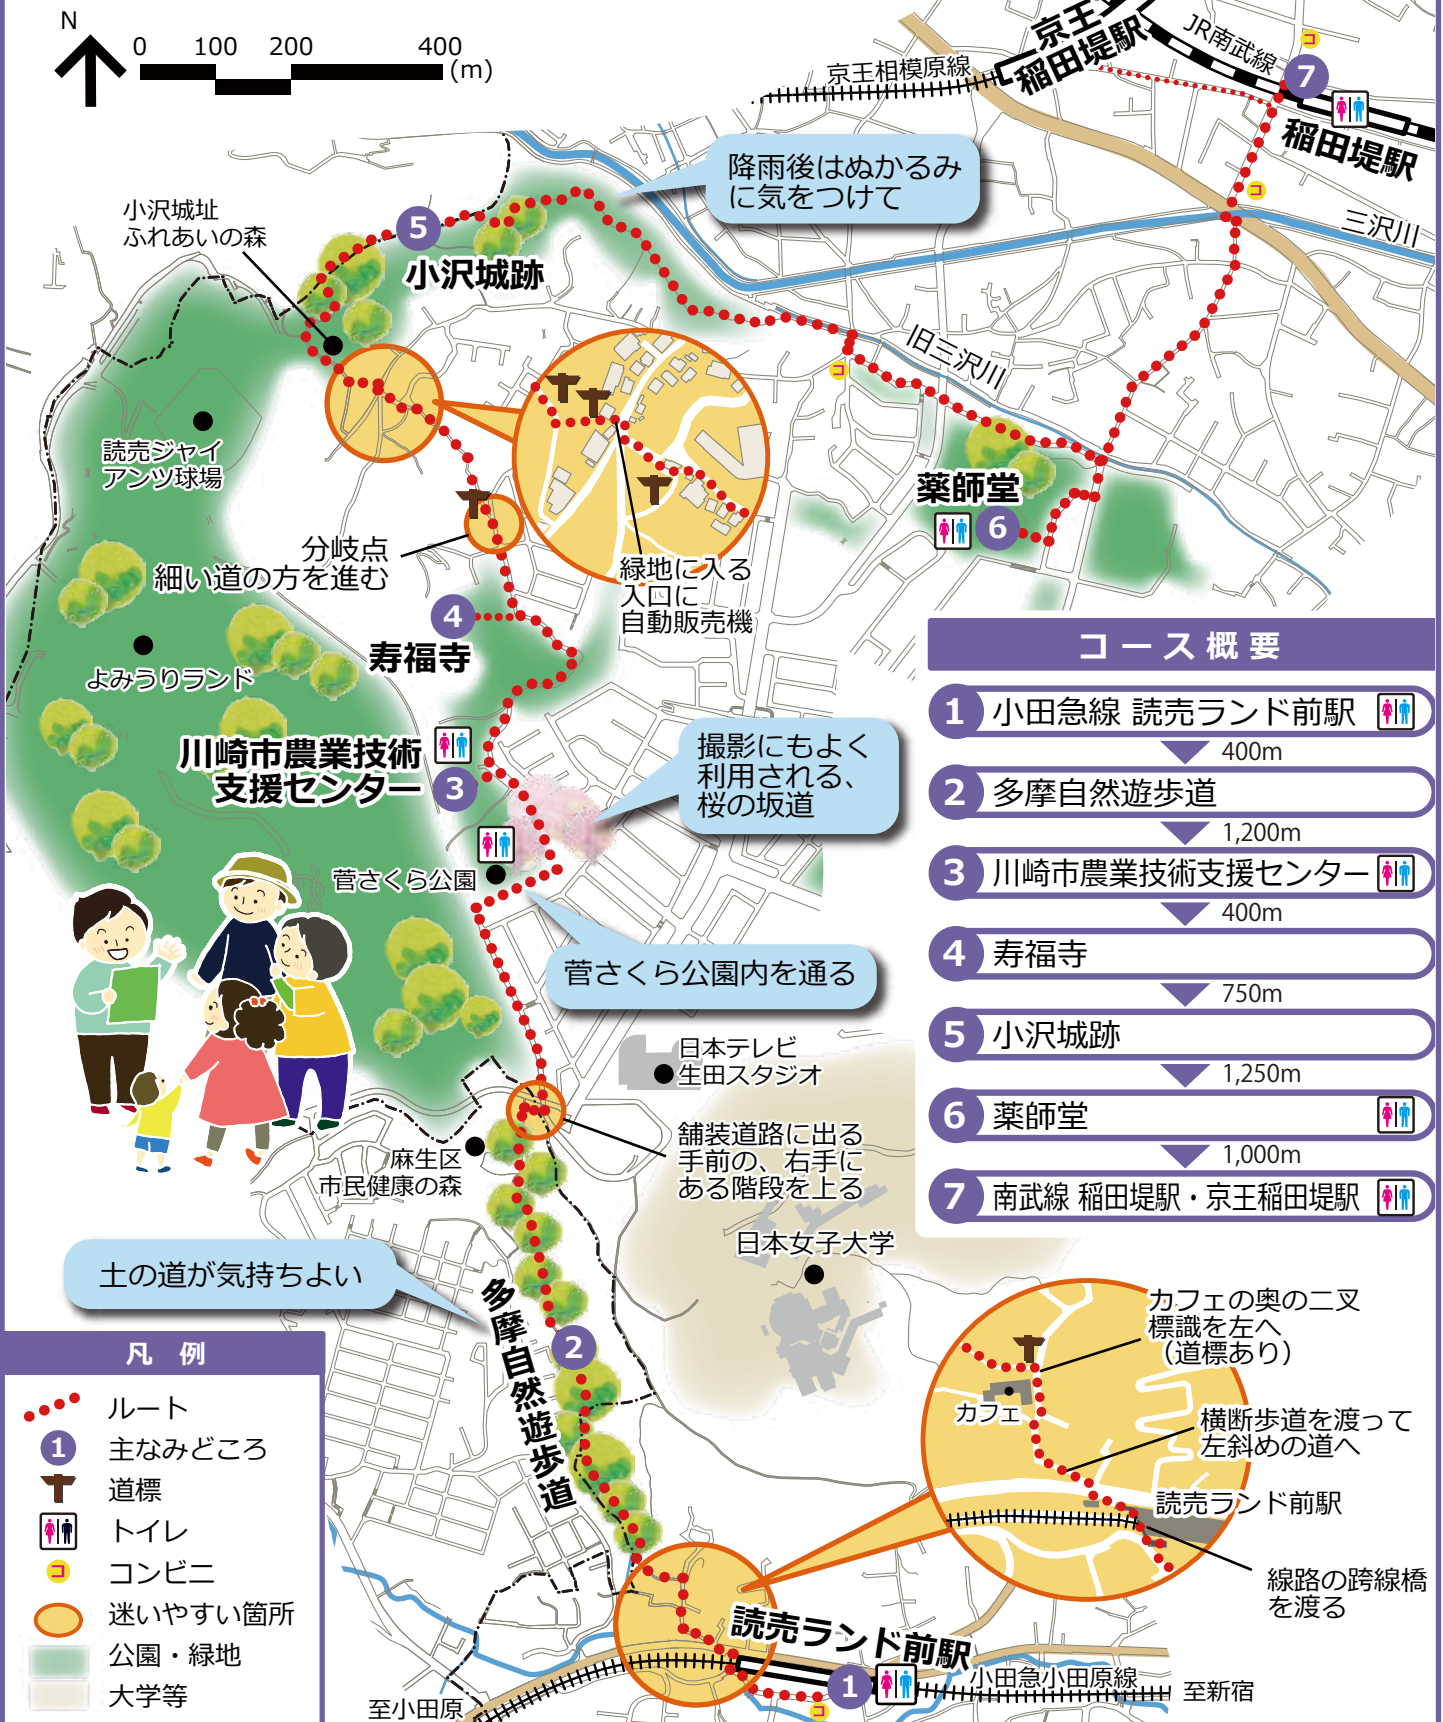 N
0 100 200 400
(m)
京王
稲田堤駅
京王相模原線
JR南武線
コ
7
稲田堤駅
コ
三沢川
降雨後はぬかるみ
に気をつけて
小沢城址
ふれあいの森
5
小沢城跡
旧三沢川
コ
読売ジャイ
アンツ球場
薬師堂
6
分岐点
細い道の方を進む
緑地に入る
入口に
自動販売機
4
寿福寺
よみうりランド
川崎市農業技術
支援センター
3
撮影にもよく
利用される、
桜の坂道
菅さくら公園
菅さくら公園内を通る
日本テレビ
生田スタジオ
舗装道路に出る
手前の、右手に
ある階段を上る
麻生区
市民健康の森
日本女子大学
土の道が気持ちよい
多摩自然遊歩道
2
カフェの奥の二叉
標識を左へ
（道標あり）
カフェ
横断歩道を渡って
左斜めの道へ
読売ランド前駅
線路の跨線橋
を渡る
読売ランド前駅
1
小田急小田原線
至新宿
至小田原
コ
コース概要
1 小田急線 読売ランド前駅
400m
2 多摩自然遊歩道
1,200m
3 川崎市農業技術支援センター
400m
4 寿福寺
750m
5 小沢城跡
1,250m
6 薬師堂
1,000m
7 南武線 稲田堤駅・京王稲田堤駅
凡 例
ルート
1 主なみどころ
道標
トイレ
コ コンビニ
迷いやすい箇所
公園・緑地
大学等